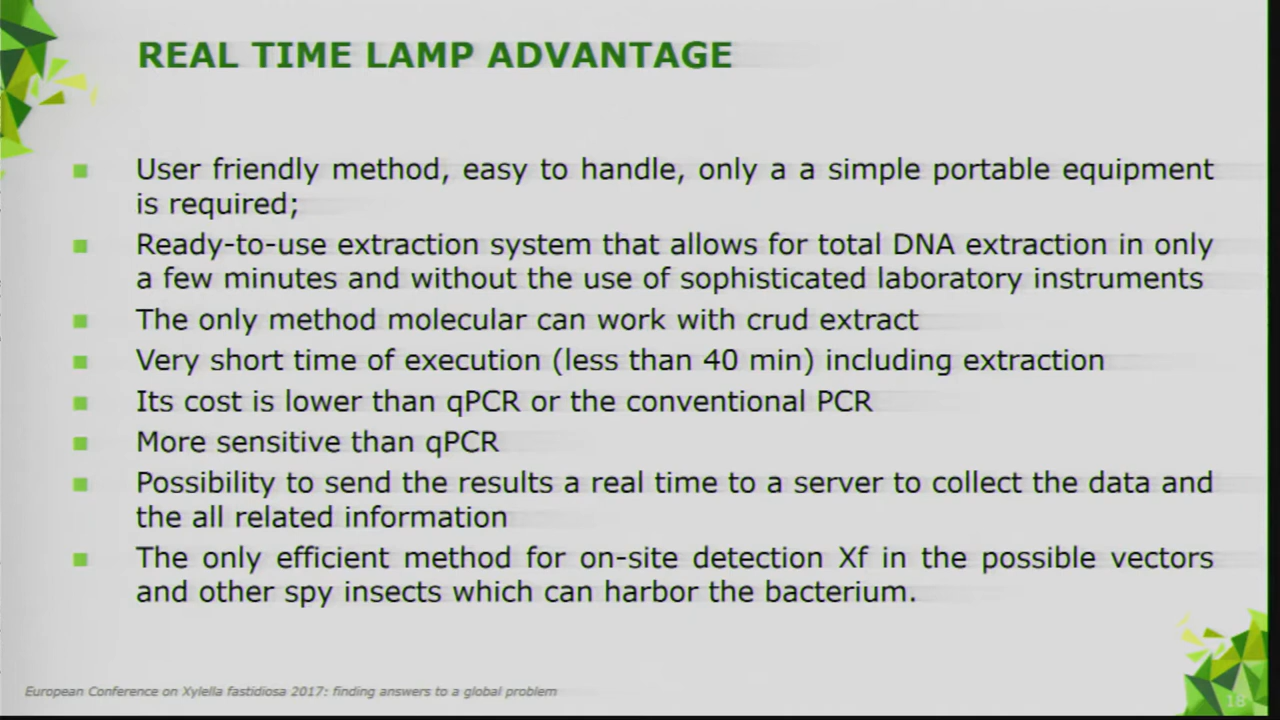 REAL TIME LAMP ADVANTAGE
User friendly method, easy to handle, only a a simple portable equipment
is required;
Ready-to-use extraction system that allows for total DNA extraction in only
a few minutes and without the use of sophisticated laboratory instruments
The only method molecular can work with crud extract
Very short time of execution (less than 40 min) including extraction
Its cost is lower than qPCR or the conventional PCR
More sensitive than qPCR
Possibility to send the results a real time to a server to collect the data and
the all related information
The only efficient method for on-site detection Xf in the possible vectors
and other spy insects which can harbor the bacterium.
European Conference on Xylella fastidiosa 2017: finding answers to a global problem
18